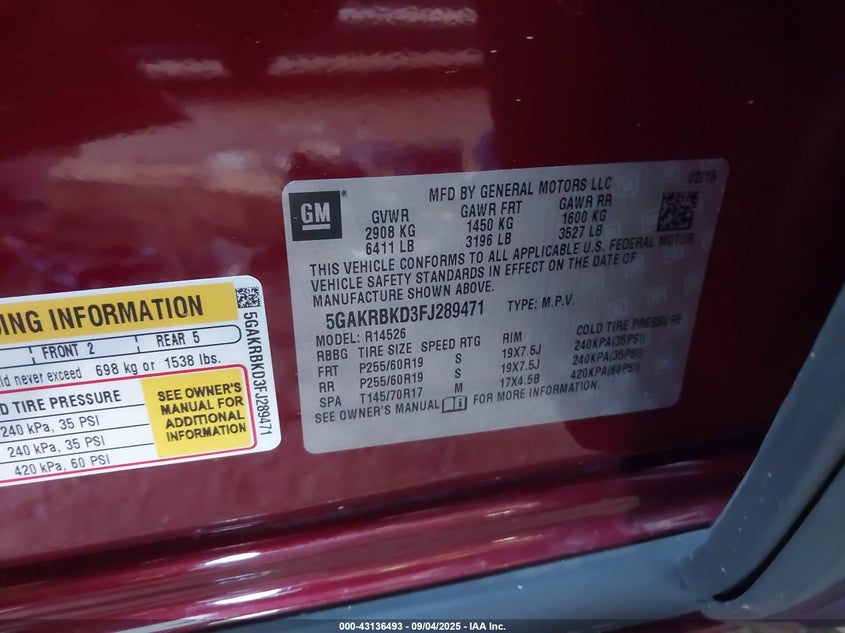 GM
®
MFD BY GENERAL MOTORS LLC 02/15
GVWR GAWR FRT GAWR RR
2908 KG 1450 KG 1600 KG
6411 LB 3196 LB 3527 LB
THIS VEHICLE CONFORMS TO ALL APPLICABLE U.S. FEDERAL MOTOR
VEHICLE SAFETY STANDARDS IN EFFECT ON THE DATE OF
MANUFACTURE SHOWN ABOVE.
5GAKRBKD3FJ289471 TYPE: M.P.V.
MODEL: R14526
RBBG TIRE SIZE SPEED RTG RIM COLD TIRE PRESSURE
FRT P255/60R19 S 19X7.5J 240KPA(35PSI)
RR P255/60R19 S 19X7.5J 240KPA(35PSI)
SPA T145/70R17 M 17X4.5B 420KPA(60PSI)
SEE OWNER'S MANUAL i FOR MORE INFORMATION.
ING INFORMATION
FRONT 2 REAR 5
ld never exceed 698 kg or 1538 lbs.
D TIRE PRESSURE
240 kPa, 35 PSI
240 kPa, 35 PSI
420 kPa, 60 PSI
SEE OWNER'S
MANUAL FOR
ADDITIONAL
INFORMATION
5GAKRBKD3FJ289471
000-43136493 - 09/04/2025 - IAA Inc.